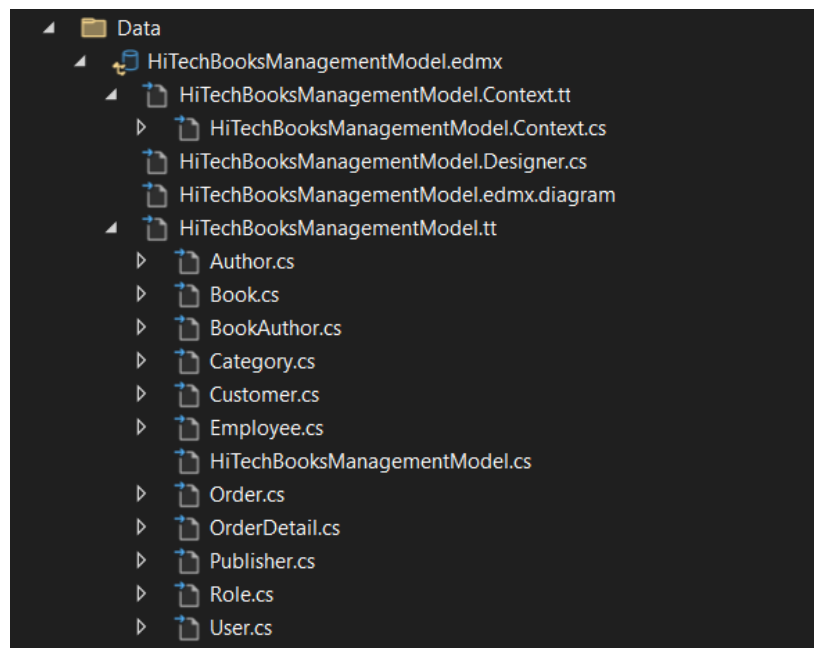 Data
HiTechBooksManagementModel.edmx
HiTechBooksManagementModel.Context.tt
HiTechBooksManagementModel.Context.cs
HiTechBooksManagementModel.Designer.cs
HiTechBooksManagementModel.edmx.diagram
HiTechBooksManagementModel.tt
Author.cs
Book.cs
BookAuthor.cs
Category.cs
Customer.cs
Employee.cs
HiTechBooksManagementModel.cs
Order.cs
OrderDetail.cs
Publisher.cs
Role.cs
User.cs